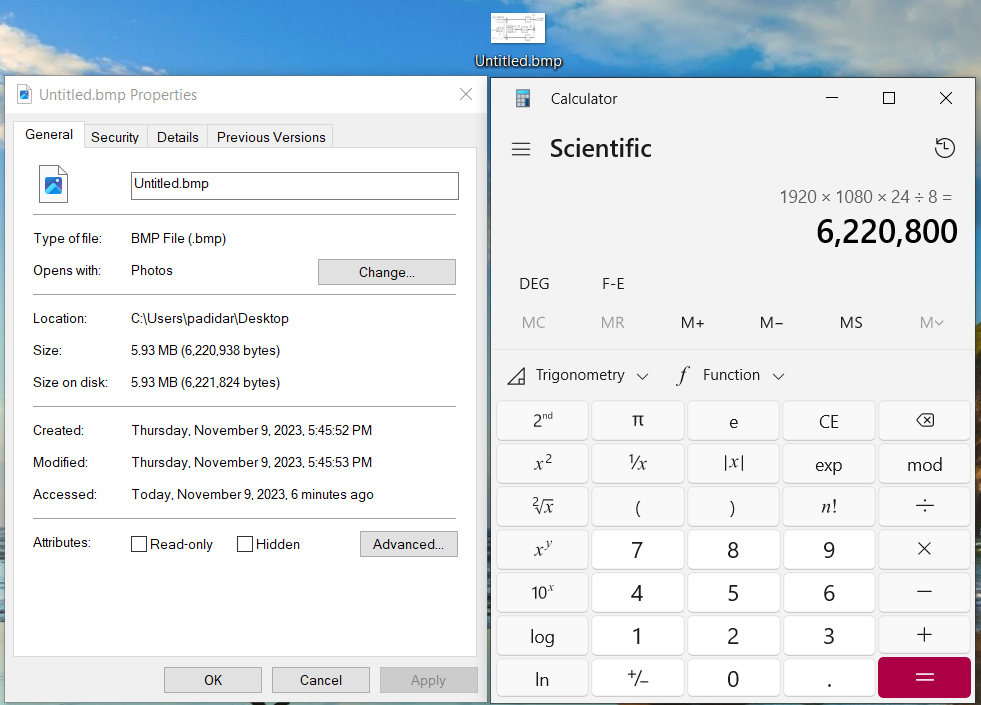 Untitled.bmp
Untitled.bmp Properties
General
Security
Details
Previous Versions
Untitled.bmp
Type of file: BMP File (.bmp)
Opens with: Photos
Change...
Location: C:\Users\padidar\Desktop
Size: 5.93 MB (6,220,938 bytes)
Size on disk: 5.93 MB (6,221,824 bytes)
Created: Thursday, November 9, 2023, 5:45:52 PM
Modified: Thursday, November 9, 2023, 5:45:53 PM
Accessed: Today, November 9, 2023, 6 minutes ago
Attributes: Read-only Hidden Advanced...
OK Cancel Apply
Calculator
Scientific
1920 × 1080 × 24 ÷ 8 =
6,220,800
DEG F-E
MC MR M+ M− MS M
Trigonometry f Function
2nd π e CE
x² ¹/x |x| exp mod
²√x ( ) n! ÷
xʸ 7 8 9 ×
10ˣ 4 5 6 −
log 1 2 3 +
ln +/− 0 . =